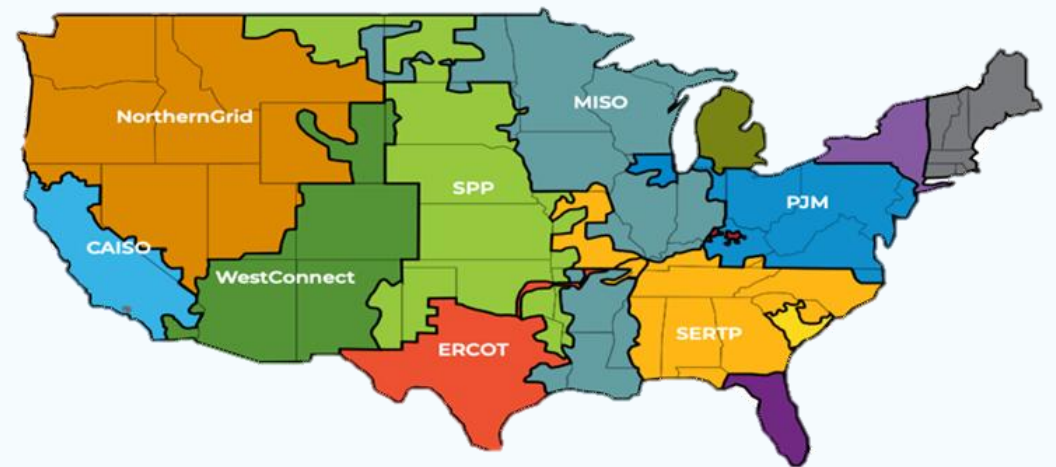 MISO
NorthernGrid
SPP
PJM
CAISO
WestConnect
SERTP
ERCOT